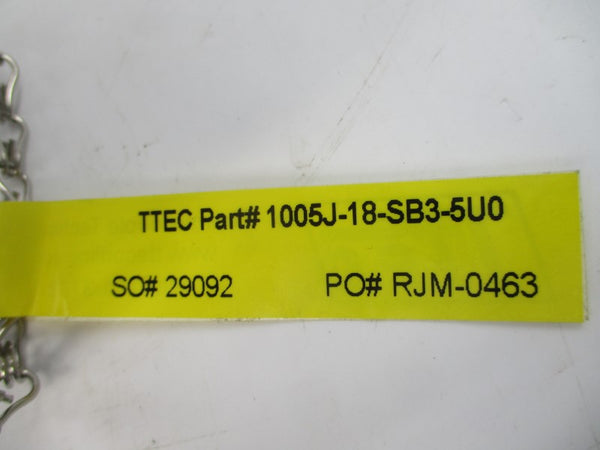 TTEC Part# 1005J-18-SB3-5U0
SO# 29092 PO# RJM-0463